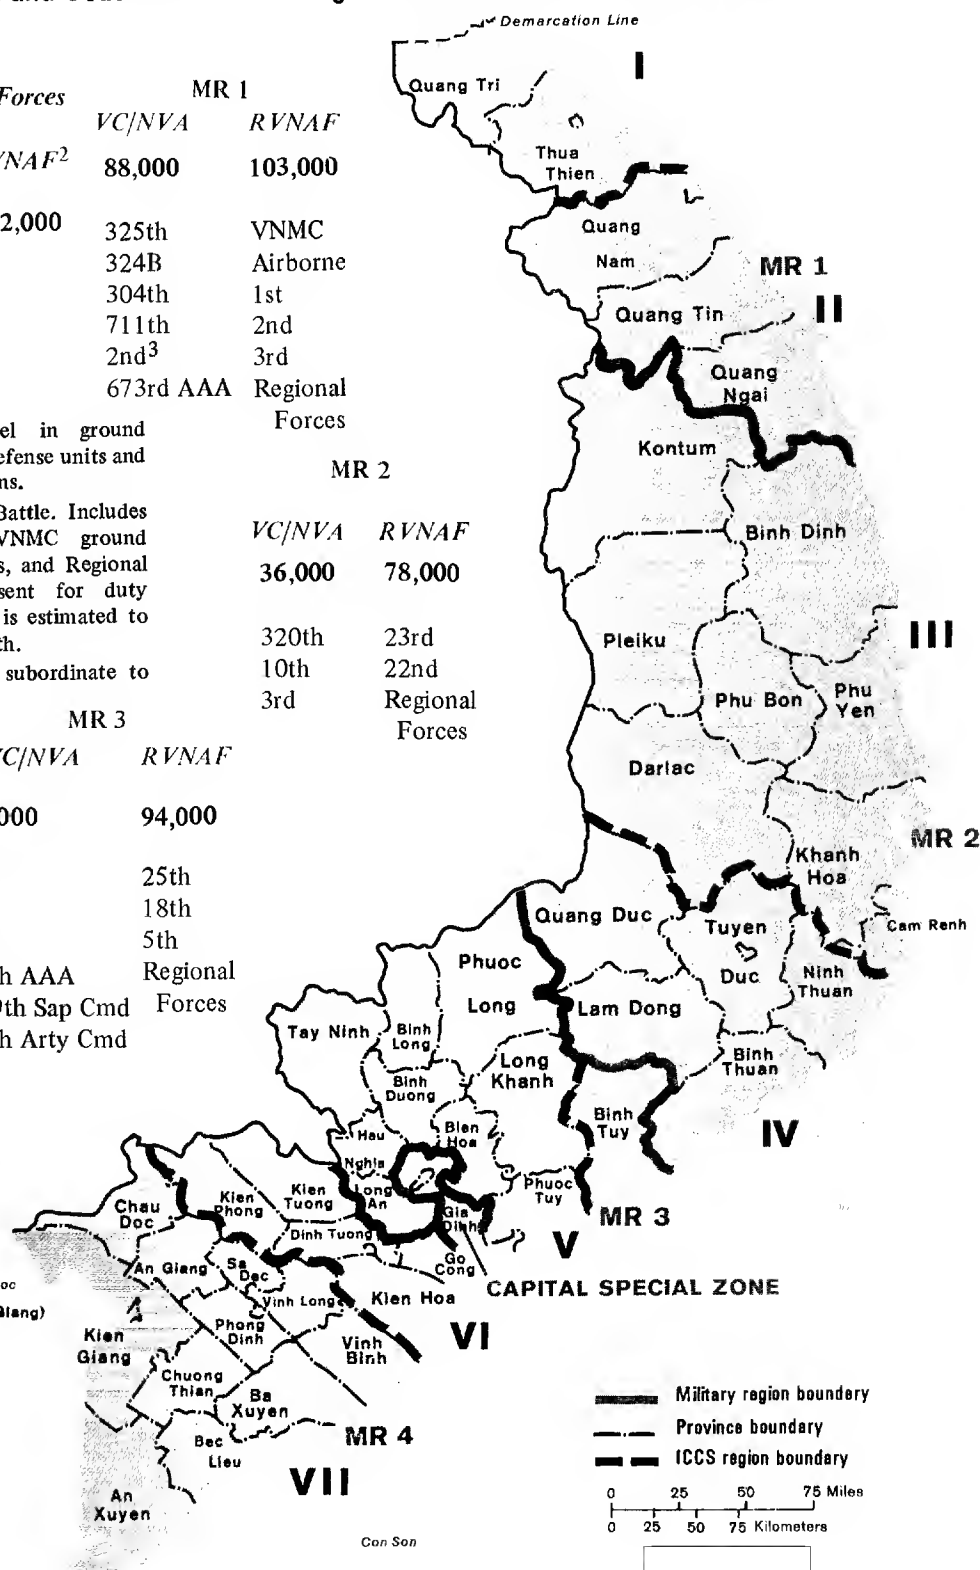 Demarcation Line
Forces
MR 1
VC/NVA RVNAF
88,000 103,000
2,000
325th VNMC
324B Airborne
304th 1st
711th 2nd
2nd3 3rd
673rd AAA Regional
Forces
in ground
units and
Battle. Includes
VNMC ground
and Regional
for duty
is estimated to
subordinate to
MR 2
VC/NVA RVNAF
36,000 78,000
320th 23rd
10th 22nd
3rd Regional
Forces
MR 3
RVNAF
94,000
25th
18th
5th
AAA Regional
Sap Cmd Forces
Arty Cmd
I
Quang Tri
Thua
Thien
Quang
Nam
MR 1
II
Quang Tin
Quang
Ngai
Kontum
Binh Dinh
III
Pleiku
Phu Bon
Phu
Yen
Darlac
MR 2
Khanh
Hoa
Quang Duc
Tuyen
Duc
Cam Ranh
Ninh
Thuan
Phuoc
Long
Lam Dong
Tay Ninh
Binh
Long
Long
Khanh
Binh
Thuan
Binh
Duong
Binh
Tuy
IV
Hau
Nghia
Bien
Hoa
Phuoc
Tuy
MR 3
Long
An
Gia
Dinh
V
Chau
Doc
Kien
Phong
Kien
Tuong
Dinh Tuong
Go
Cong
CAPITAL SPECIAL ZONE
An Giang
Sa
Dec
Vinh Long
Kien Hoa
VI
Phong
Dinh
Vinh
Binh
Kien
Giang
Chuong
Thian
Ba
Xuyen
MR 4
Bac
Lieu
VII
An
Xuyen
Con Son
Military region boundary
Province boundary
ICCS region boundary
0 25 50 75 Miles
0 25 50 75 Kilometers